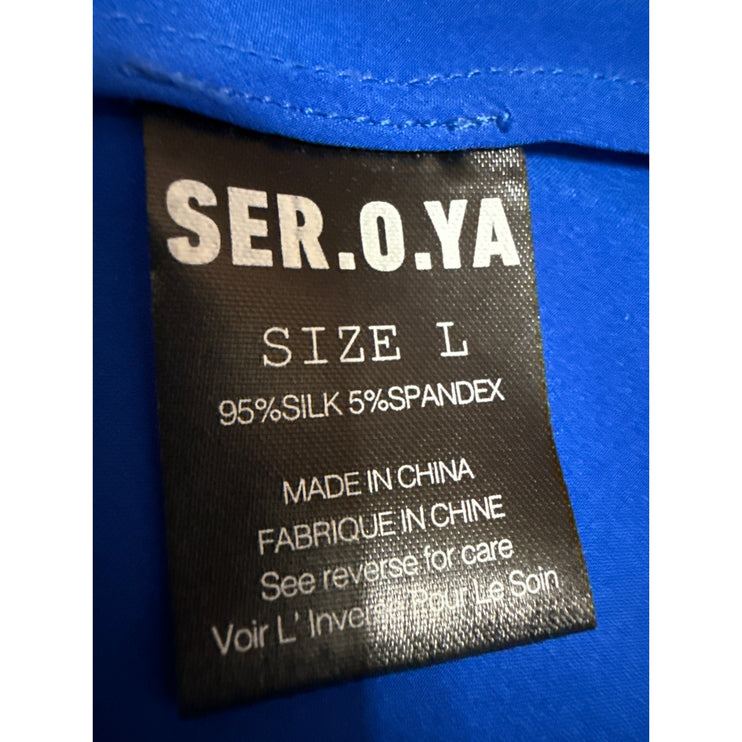 SER.O.YA
SIZE L
95%SILK 5%SPANDEX
MADE IN CHINA
FABRIQUE IN CHINE
See reverse for care
Voir L' Inverse Pour Le Soin